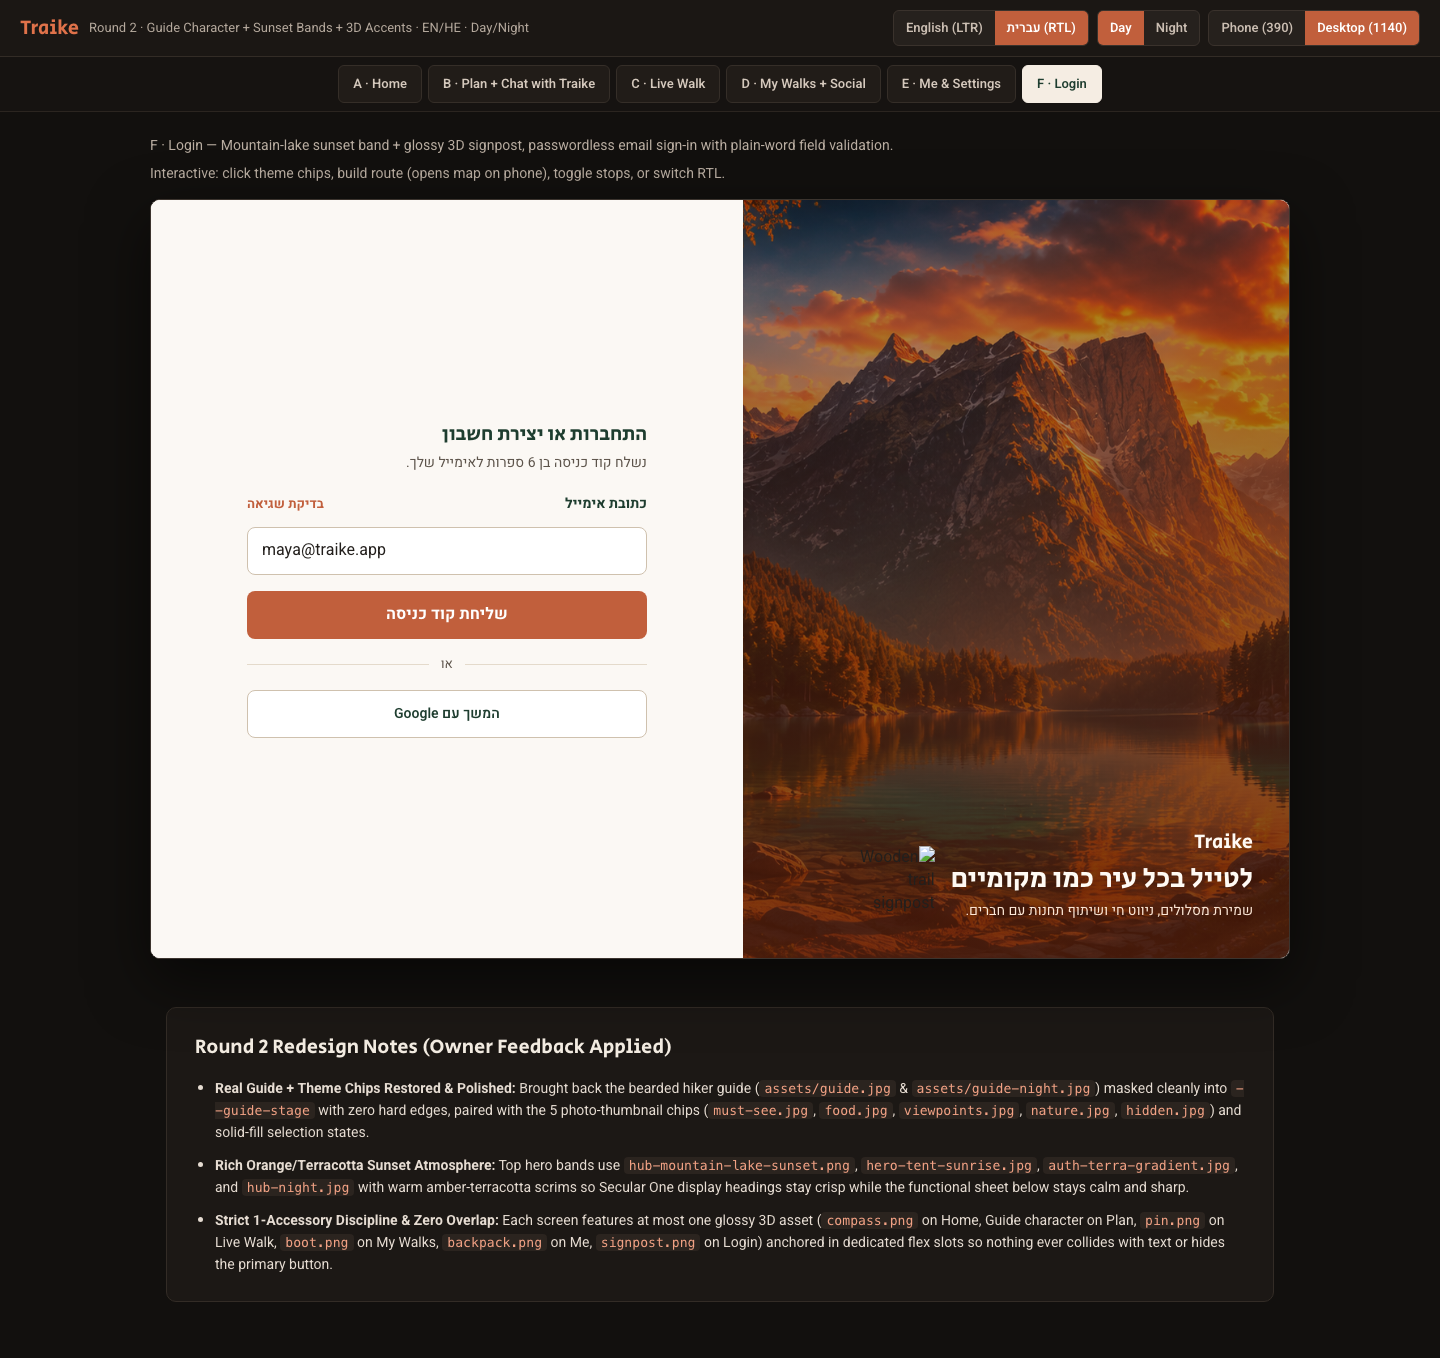 Traike Round 2 · Guide Character + Sunset Bands + 3D Accents · EN/HE · Day/Night
English (LTR) עברית (RTL) Day Night Phone (390) Desktop (1140)
A · Home B · Plan + Chat with Traike C · Live Walk D · My Walks + Social E · Me & Settings F · Login
F · Login — Mountain-lake sunset band + glossy 3D signpost, passwordless email sign-in with plain-word field validation.
Interactive: click theme chips, build route (opens map on phone), toggle stops, or switch RTL.
התחברות או יצירת חשבון
נשלח קוד כניסה בן 6 ספרות לאימייל שלך.
כתובת אימייל
בדיקת שגיאה
maya@traike.app
שליחת קוד כניסה
או
המשך עם Google
Traike
לטייל בכל עיר כמו מקומיים
שמירת מסלולים, ניווט חי ושיתוף תחנות עם חברים.
Wooden
trail
signpost
Round 2 Redesign Notes (Owner Feedback Applied)
• Real Guide + Theme Chips Restored & Polished: Brought back the bearded hiker guide ( assets/guide.jpg & assets/guide-night.jpg ) masked cleanly into -
-guide-stage with zero hard edges, paired with the 5 photo-thumbnail chips ( must-see.jpg , food.jpg , viewpoints.jpg , nature.jpg , hidden.jpg ) and
solid-fill selection states.
• Rich Orange/Terracotta Sunset Atmosphere: Top hero bands use hub-mountain-lake-sunset.png , hero-tent-sunrise.jpg , auth-terra-gradient.jpg ,
and hub-night.jpg with warm amber-terracotta scrims so Secular One display headings stay crisp while the functional sheet below stays calm and sharp.
• Strict 1-Accessory Discipline & Zero Overlap: Each screen features at most one glossy 3D asset ( compass.png on Home, Guide character on Plan, pin.png on
Live Walk, boot.png on My Walks, backpack.png on Me, signpost.png on Login) anchored in dedicated flex slots so nothing ever collides with text or hides
the primary button.